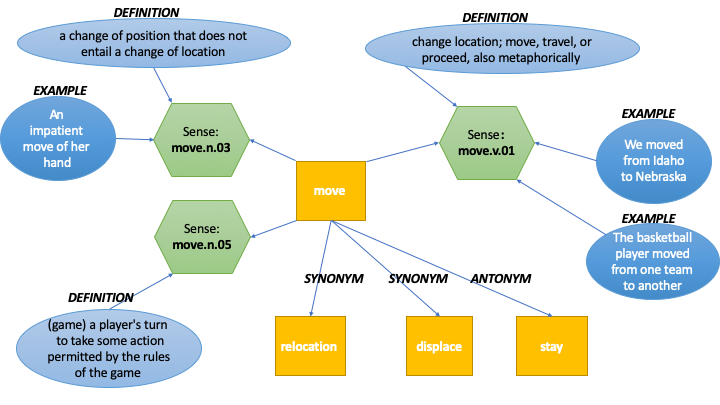 DEFINITION
a change of position that does not
entail a change of location
DEFINITION
change location; move, travel, or
proceed, also metaphorically
EXAMPLE
An
impatient
move of her
hand
Sense:
move.n.03
Sense:
move.v.01
EXAMPLE
We moved
from Idaho
to Nebraska
move
Sense:
move.n.05
EXAMPLE
The basketball
player moved
from one team
to another
SYNONYM
SYNONYM
ANTONYM
DEFINITION
(game) a player's turn
to take some action
permitted by the rules
of the game
relocation
displace
stay